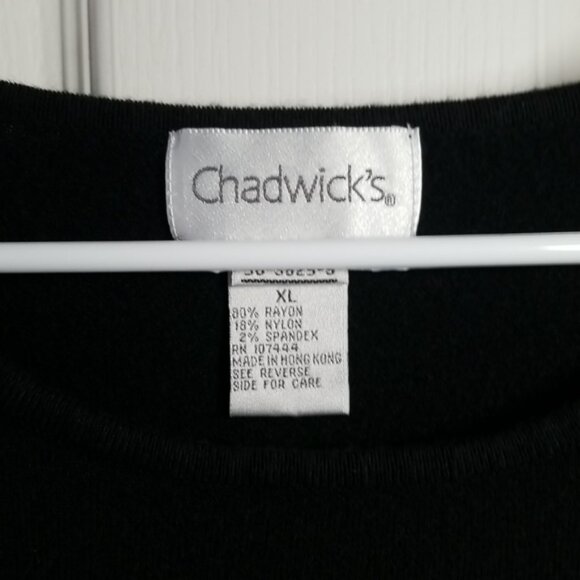 Chadwick's®
XL
80% RAYON
18% NYLON
2% SPANDEX
RN 107444
MADE IN HONG KONG
SEE REVERSE
SIDE FOR CARE